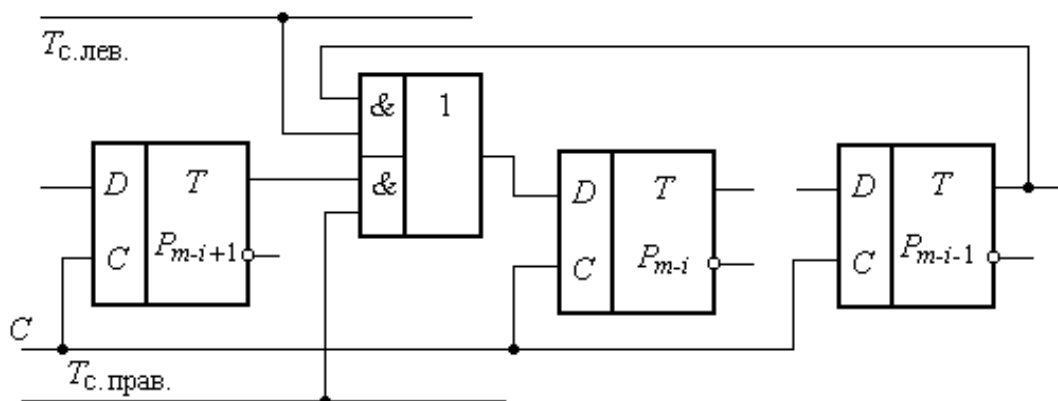 Tс.лев.
& 1
&
D T
C Pm-i+1
D T
C Pm-i
D T
C Pm-i-1
C
Tс.прав.